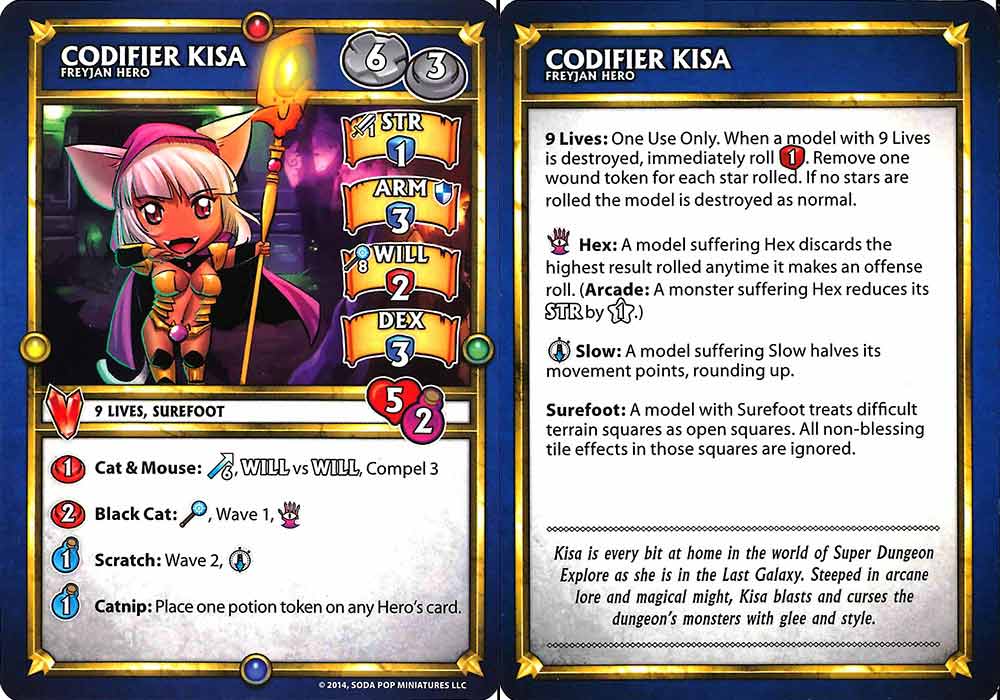 CODIFIER KISA
FREYJAN HERO
6
3
1 STR
1
ARM
3
8 WILL
2
DEX
3
9 LIVES, SUREFOOT
5
2
1 Cat & Mouse: 6, WILL vs WILL, Compel 3
2 Black Cat: , Wave 1,
1 Scratch: Wave 2,
1 Catnip: Place one potion token on any Hero's card.
© 2014, SODA POP MINIATURES LLC
CODIFIER KISA
FREYJAN HERO
9 Lives: One Use Only. When a model with 9 Lives
is destroyed, immediately roll 1. Remove one
wound token for each star rolled. If no stars are
rolled the model is destroyed as normal.
Hex: A model suffering Hex discards the
highest result rolled anytime it makes an offense
roll. (Arcade: A monster suffering Hex reduces its
STR by 1.)
Slow: A model suffering Slow halves its
movement points, rounding up.
Surefoot: A model with Surefoot treats difficult
terrain squares as open squares. All non-blessing
tile effects in those squares are ignored.
Kisa is every bit at home in the world of Super Dungeon
Explore as she is in the Last Galaxy. Steeped in arcane
lore and magical might, Kisa blasts and curses the
dungeon's monsters with glee and style.